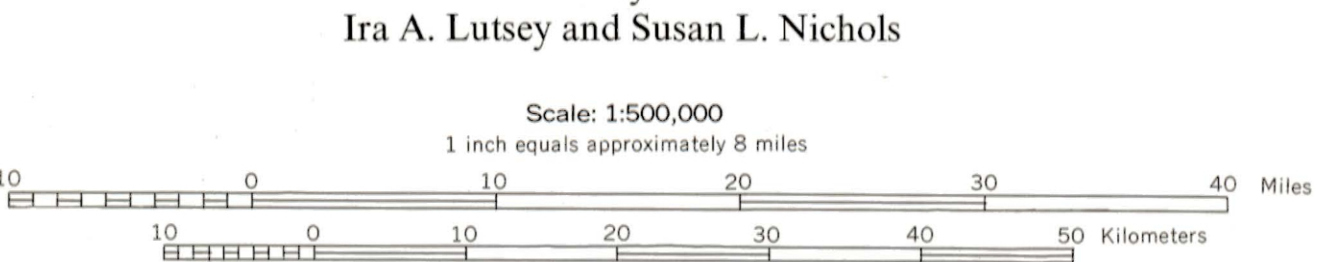 Ira A. Lutsey and Susan L. Nichols
Scale: 1:500,000
1 inch equals approximately 8 miles
10 0 10 20 30 40 Miles
10 0 10 20 30 40 50 Kilometers